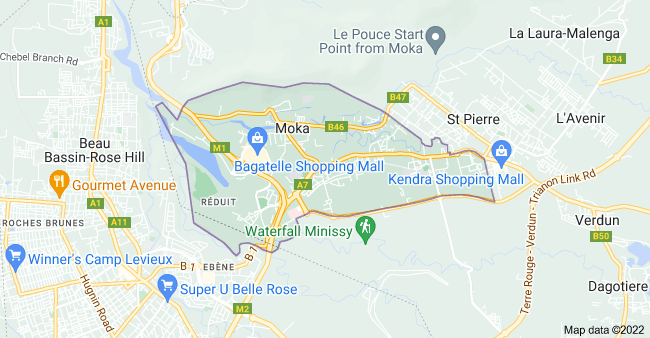 Le Pouce Start
Point from Moka
La Laura-Malenga
Chebel Branch Rd
B34
A1
B47
St Pierre
L'Avenir
Moka
B46
M1
Beau
Bassin-Rose Hill
Bagatelle Shopping Mall
Kendra Shopping Mall
A7
Gourmet Avenue
RÉDUIT
A1
A11
ROCHES BRUNES
Waterfall Minissy
Terre Rouge - Verdun - Trianon Link Rd
Verdun
B50
Winner's Camp Levieux
B 1
EBÈNE
B 1
Super U Belle Rose
Hugnin Road
M2
Dagotiere
Map data ©2022